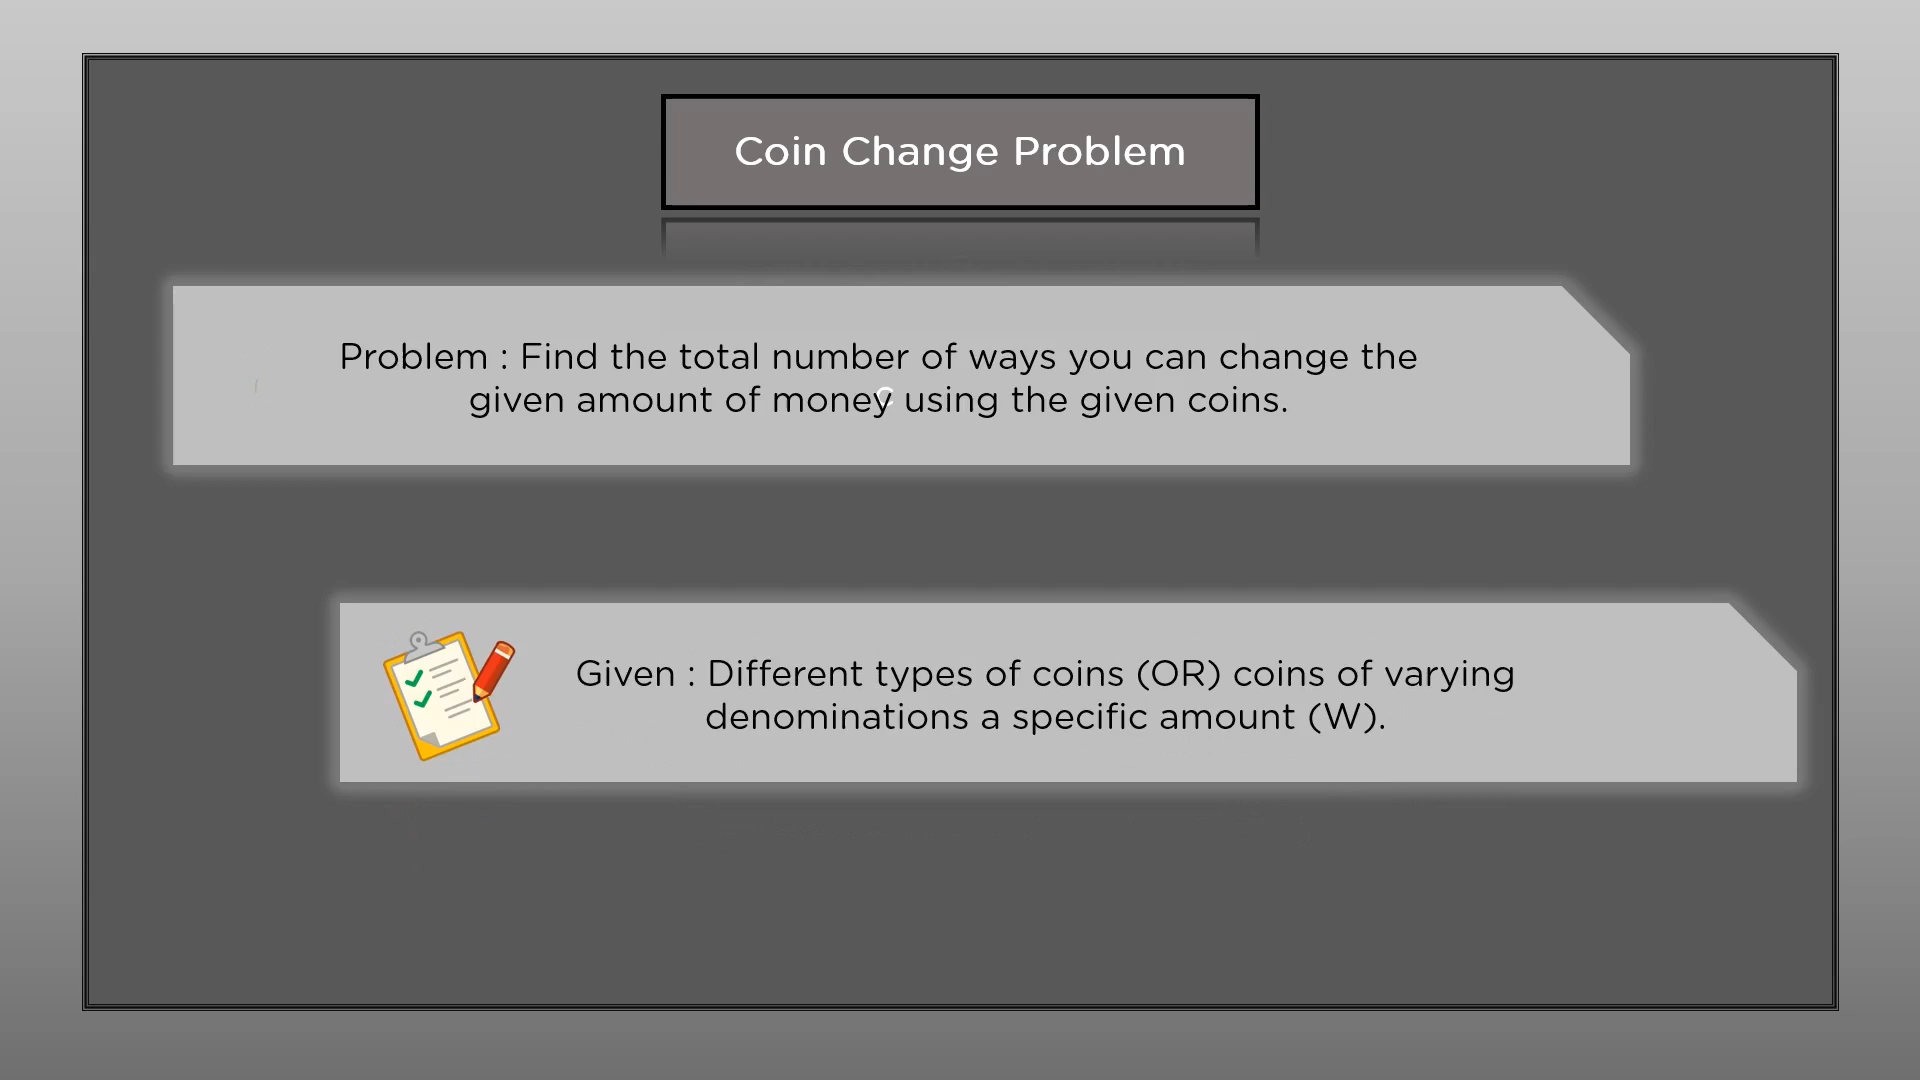 Coin Change Problem
Problem : Find the total number of ways you can change the
given amount of money using the given coins.
Given : Different types of coins (OR) coins of varying
denominations a specific amount (W).